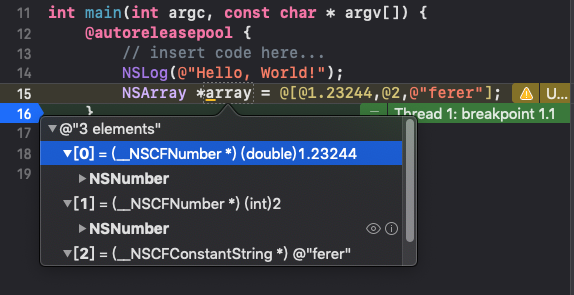 11 int main(int argc, const char * argv[]) {
12 @autoreleasepool {
13 // insert code here...
14 NSLog(@"Hello, World!");
15 NSArray *array = @[@1.23244,@2,@"ferer"]; U...
16 } Thread 1: breakpoint 1.1
17
18
19
@"3 elements"
[0] = (__NSCFNumber *) (double)1.23244
NSNumber
[1] = (__NSCFNumber *) (int)2
NSNumber
[2] = (__NSCFConstantString *) @"ferer"